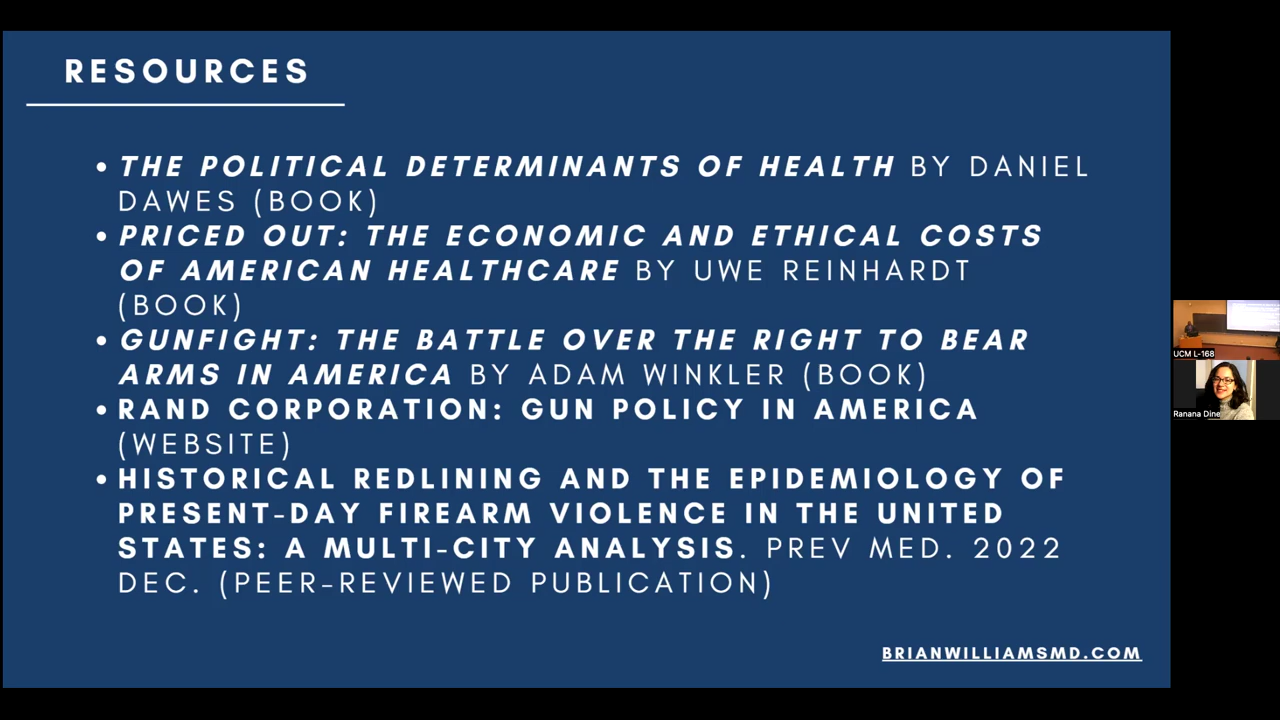 RESOURCES
• THE POLITICAL DETERMINANTS OF HEALTH BY DANIEL
DAWES (BOOK)
• PRICED OUT: THE ECONOMIC AND ETHICAL COSTS
OF AMERICAN HEALTHCARE BY UWE REINHARDT
(BOOK)
• GUNFIGHT: THE BATTLE OVER THE RIGHT TO BEAR
ARMS IN AMERICA BY ADAM WINKLER (BOOK)
• RAND CORPORATION: GUN POLICY IN AMERICA
(WEBSITE)
• HISTORICAL REDLINING AND THE EPIDEMIOLOGY OF
PRESENT-DAY FIREARM VIOLENCE IN THE UNITED
STATES: A MULTI-CITY ANALYSIS. PREV MED. 2022
DEC. (PEER-REVIEWED PUBLICATION)
BRIANWILLIAMSMD.COM
UCM L-168
Ranana Dine